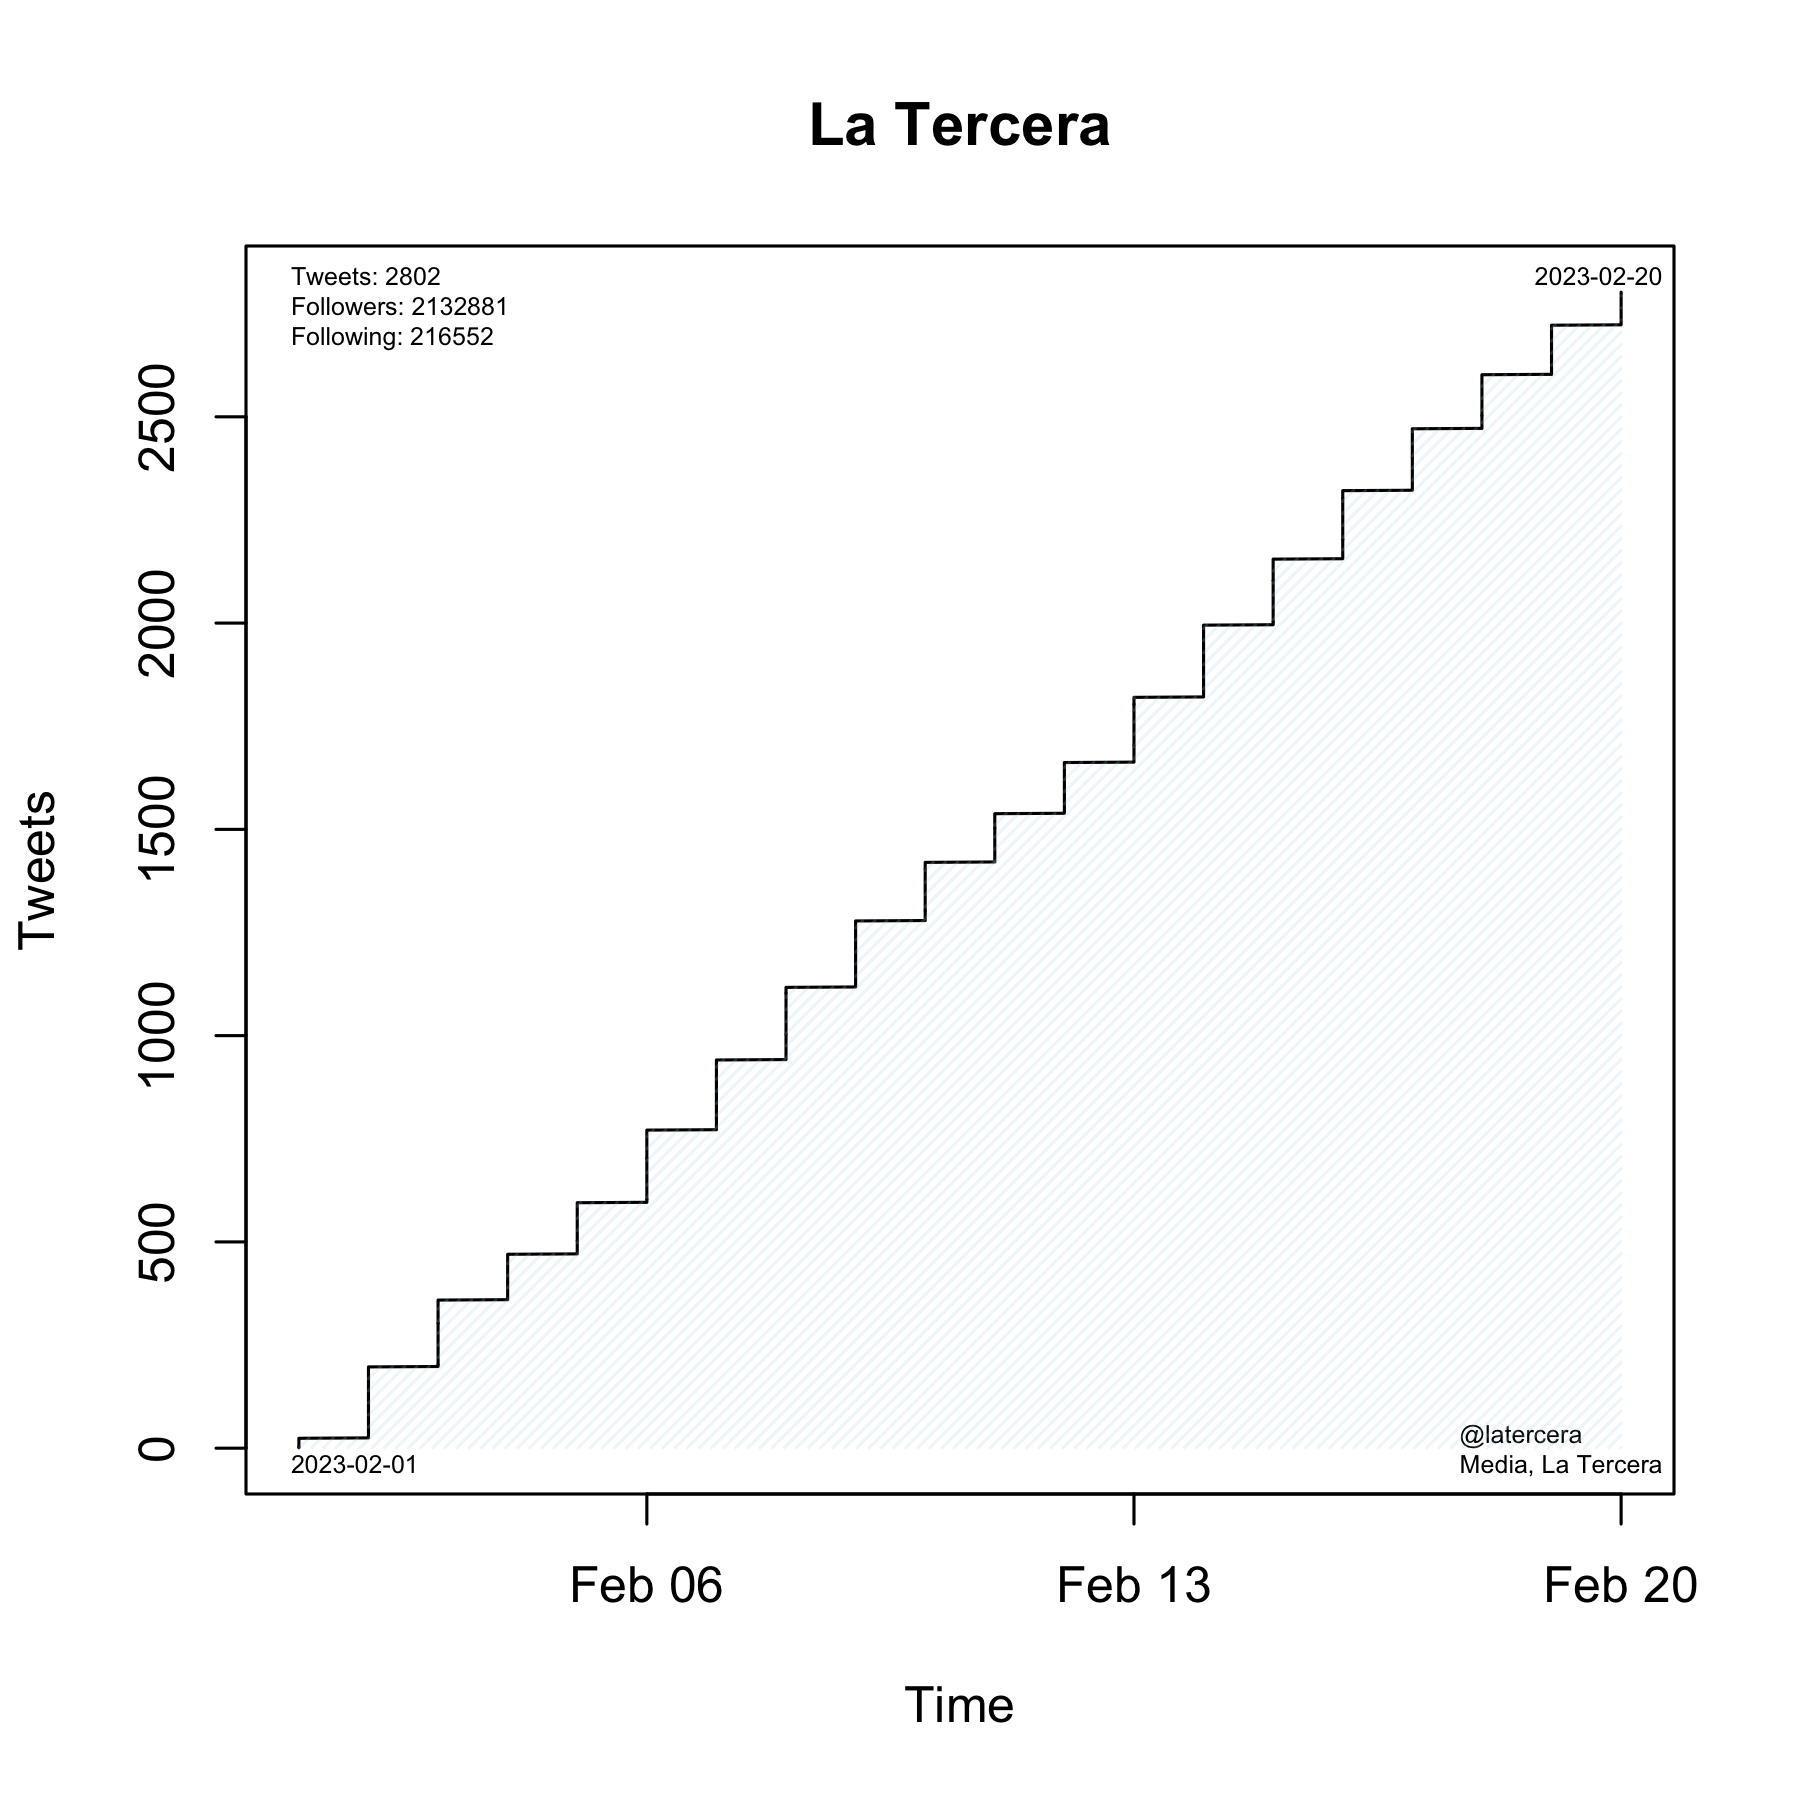 La Tercera
Tweets: 2802
Followers: 2132881
Following: 216552
2023-02-20
2500
2000
1500
1000
500
0
Tweets
2023-02-01
@latercera
Media, La Tercera
Feb 06
Feb 13
Feb 20
Time